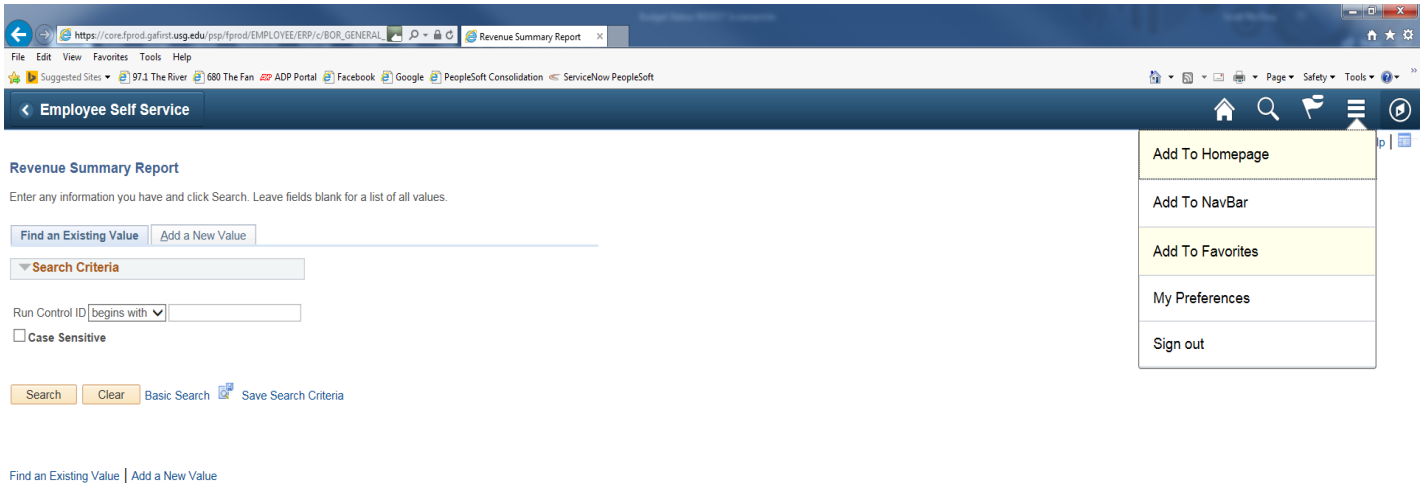 https://core.fprod.gafirst.usg.edu/psp/fprod/EMPLOYEE/ERP/c/BOR_GENERAL_
Revenue Summary Report
File Edit View Favorites Tools Help
Suggested Sites 97.1 The River 680 The Fan ADP Portal Facebook Google PeopleSoft Consolidation ServiceNow PeopleSoft
Page Safety Tools
Employee Self Service
lp
Add To Homepage
Revenue Summary Report
Enter any information you have and click Search. Leave fields blank for a list of all values.
Add To NavBar
Find an Existing Value Add a New Value
Add To Favorites
Search Criteria
My Preferences
Run Control ID begins with
Case Sensitive
Sign out
Search Clear Basic Search Save Search Criteria
Find an Existing Value | Add a New Value